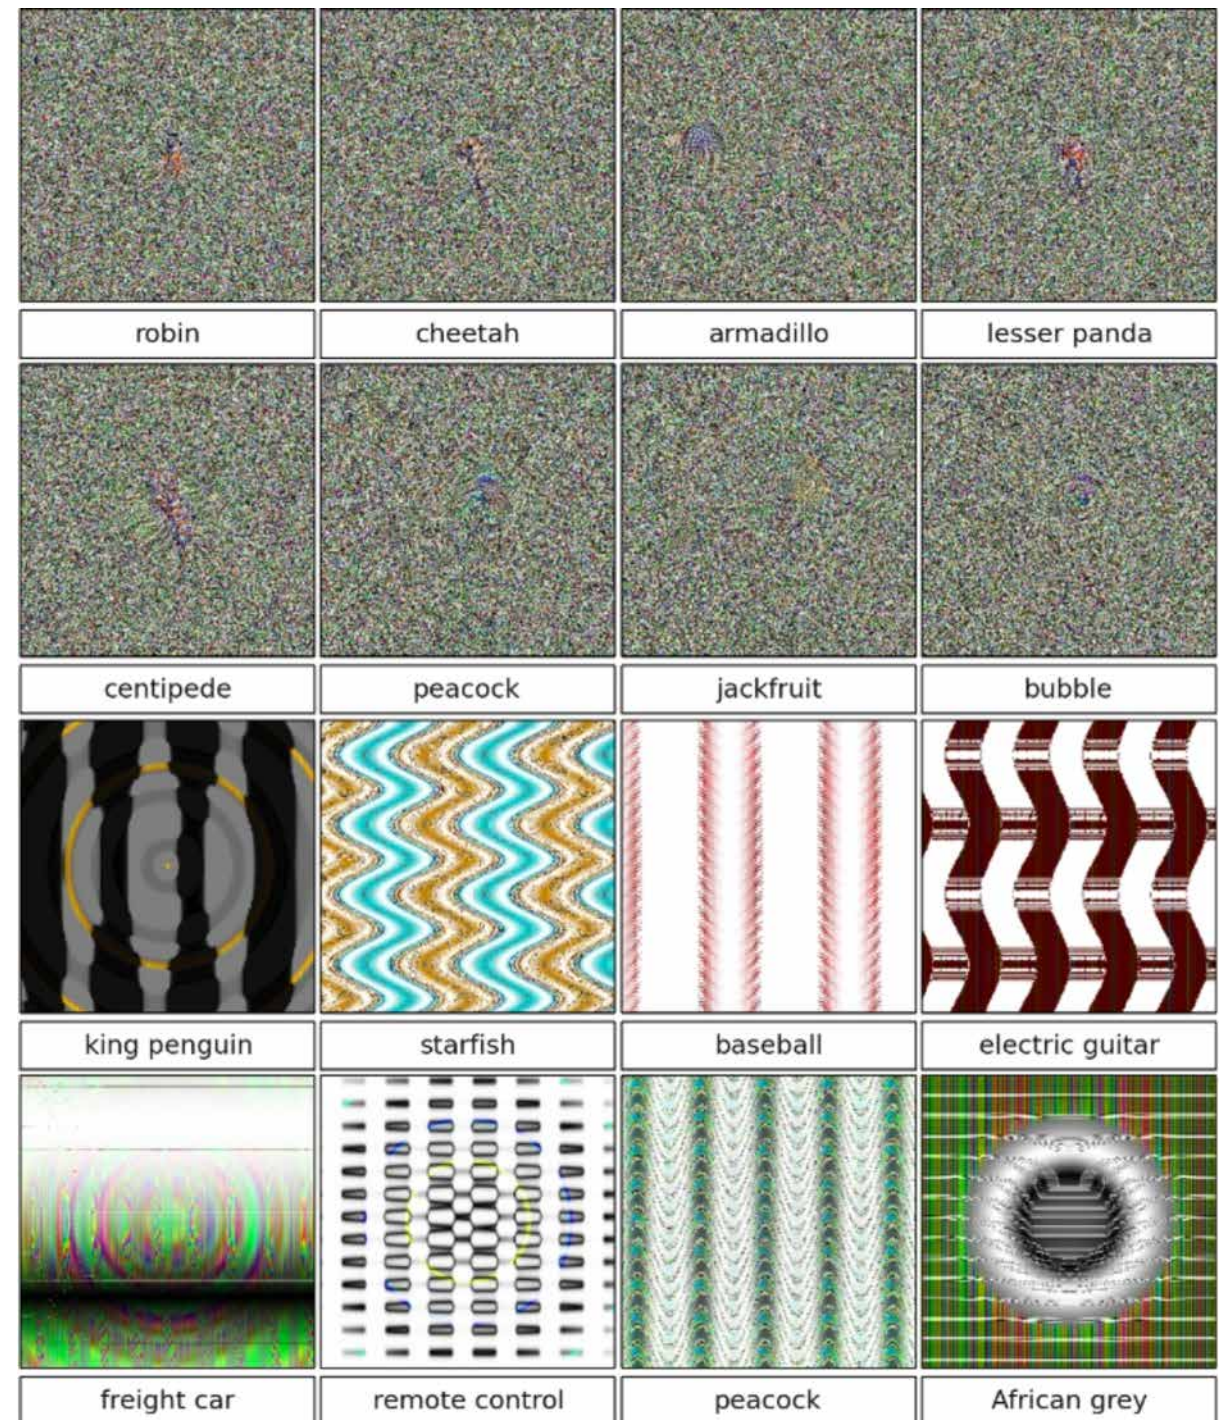 robin
cheetah
armadillo
lesser panda
centipede
peacock
jackfruit
bubble
king penguin
starfish
baseball
electric guitar
freight car
remote control
peacock
African grey